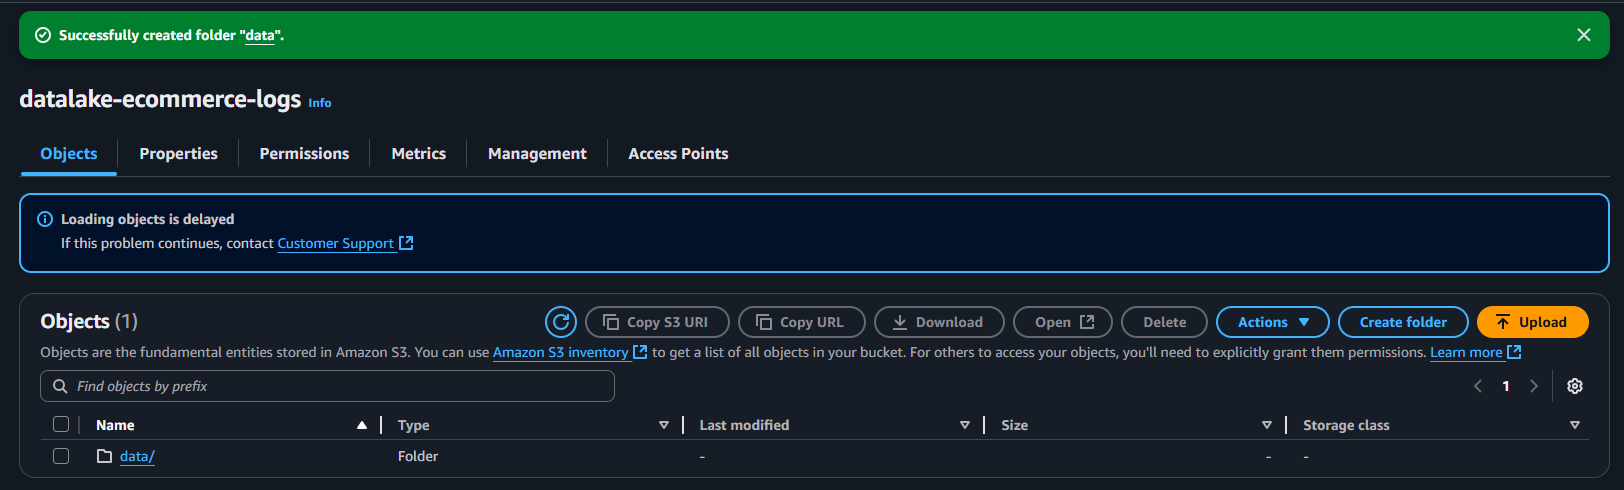 Successfully created folder "data".
datalake-ecommerce-logs Info
Objects Properties Permissions Metrics Management Access Points
Loading objects is delayed
If this problem continues, contact Customer Support
Objects (1) Copy S3 URI Copy URL Download Open Delete Actions Create folder Upload
Objects are the fundamental entities stored in Amazon S3. You can use Amazon S3 inventory to get a list of all objects in your bucket. For others to access your objects, you'll need to explicitly grant them permissions. Learn more
Find objects by prefix 1
Name Type Last modified Size Storage class
data/ Folder - - -